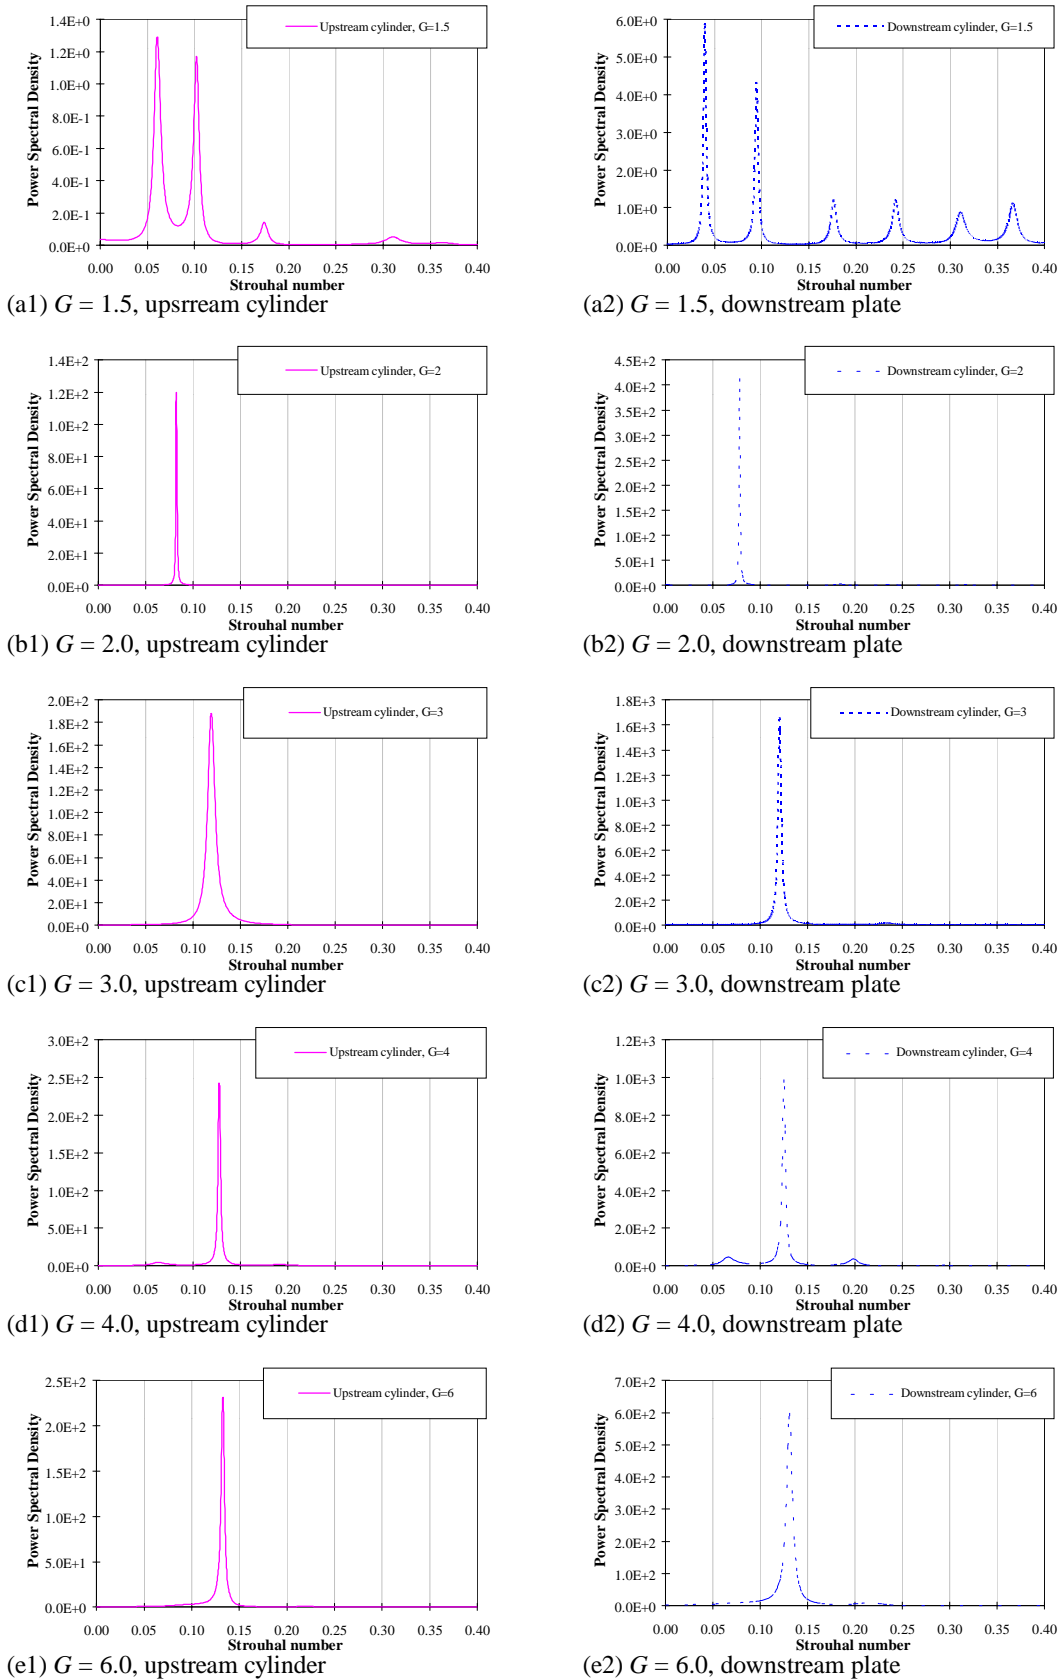 Power Spectral Density
1.4E+0
1.2E+0
1.0E+0
8.0E-1
6.0E-1
4.0E-1
2.0E-1
0.0E+0
Upstream cylinder, G=1.5
0.00 0.05 0.10 0.15 0.20 0.25 0.30 0.35 0.40
Strouhal number
(a1) G = 1.5, upsrream cylinder
Power Spectral Density
6.0E+0
5.0E+0
4.0E+0
3.0E+0
2.0E+0
1.0E+0
0.0E+0
Downstream cylinder, G=1.5
0.00 0.05 0.10 0.15 0.20 0.25 0.30 0.35 0.40
Strouhal number
(a2) G = 1.5, downstream plate
Power Spectral Density
1.4E+2
1.2E+2
1.0E+2
8.0E+1
6.0E+1
4.0E+1
2.0E+1
0.0E+0
Upstream cylinder, G=2
0.00 0.05 0.10 0.15 0.20 0.25 0.30 0.35 0.40
Strouhal number
(b1) G = 2.0, upstream cylinder
Power Spectral Density
4.5E+2
4.0E+2
3.5E+2
3.0E+2
2.5E+2
2.0E+2
1.5E+2
1.0E+2
5.0E+1
0.0E+0
Downstream cylinder, G=2
0.00 0.05 0.10 0.15 0.20 0.25 0.30 0.35 0.40
Strouhal number
(b2) G = 2.0, downstream plate
Power Spectral Density
2.0E+2
1.8E+2
1.6E+2
1.4E+2
1.2E+2
1.0E+2
8.0E+1
6.0E+1
4.0E+1
2.0E+1
0.0E+0
Upstream cylinder, G=3
0.00 0.05 0.10 0.15 0.20 0.25 0.30 0.35 0.40
Strouhal number
(c1) G = 3.0, upstream cylinder
Power Spectral Density
1.8E+3
1.6E+3
1.4E+3
1.2E+3
1.0E+3
8.0E+2
6.0E+2
4.0E+2
2.0E+2
0.0E+0
Downstream cylinder, G=3
0.00 0.05 0.10 0.15 0.20 0.25 0.30 0.35 0.40
Strouhal number
(c2) G = 3.0, downstream plate
Power Spectral Density
3.0E+2
2.5E+2
2.0E+2
1.5E+2
1.0E+2
5.0E+1
0.0E+0
Upstream cylinder, G=4
0.00 0.05 0.10 0.15 0.20 0.25 0.30 0.35 0.40
Strouhal number
(d1) G = 4.0, upstream cylinder
Power Spectral Density
1.2E+3
1.0E+3
8.0E+2
6.0E+2
4.0E+2
2.0E+2
0.0E+0
Downstream cylinder, G=4
0.00 0.05 0.10 0.15 0.20 0.25 0.30 0.35 0.40
Strouhal number
(d2) G = 4.0, downstream plate
Power Spectral Density
2.5E+2
2.0E+2
1.5E+2
1.0E+2
5.0E+1
0.0E+0
Upstream cylinder, G=6
0.00 0.05 0.10 0.15 0.20 0.25 0.30 0.35 0.40
Strouhal number
(e1) G = 6.0, upstream cylinder
Power Spectral Density
7.0E+2
6.0E+2
5.0E+2
4.0E+2
3.0E+2
2.0E+2
1.0E+2
0.0E+0
Downstream cylinder, G=6
0.00 0.05 0.10 0.15 0.20 0.25 0.30 0.35 0.40
Strouhal number
(e2) G = 6.0, downstream plate